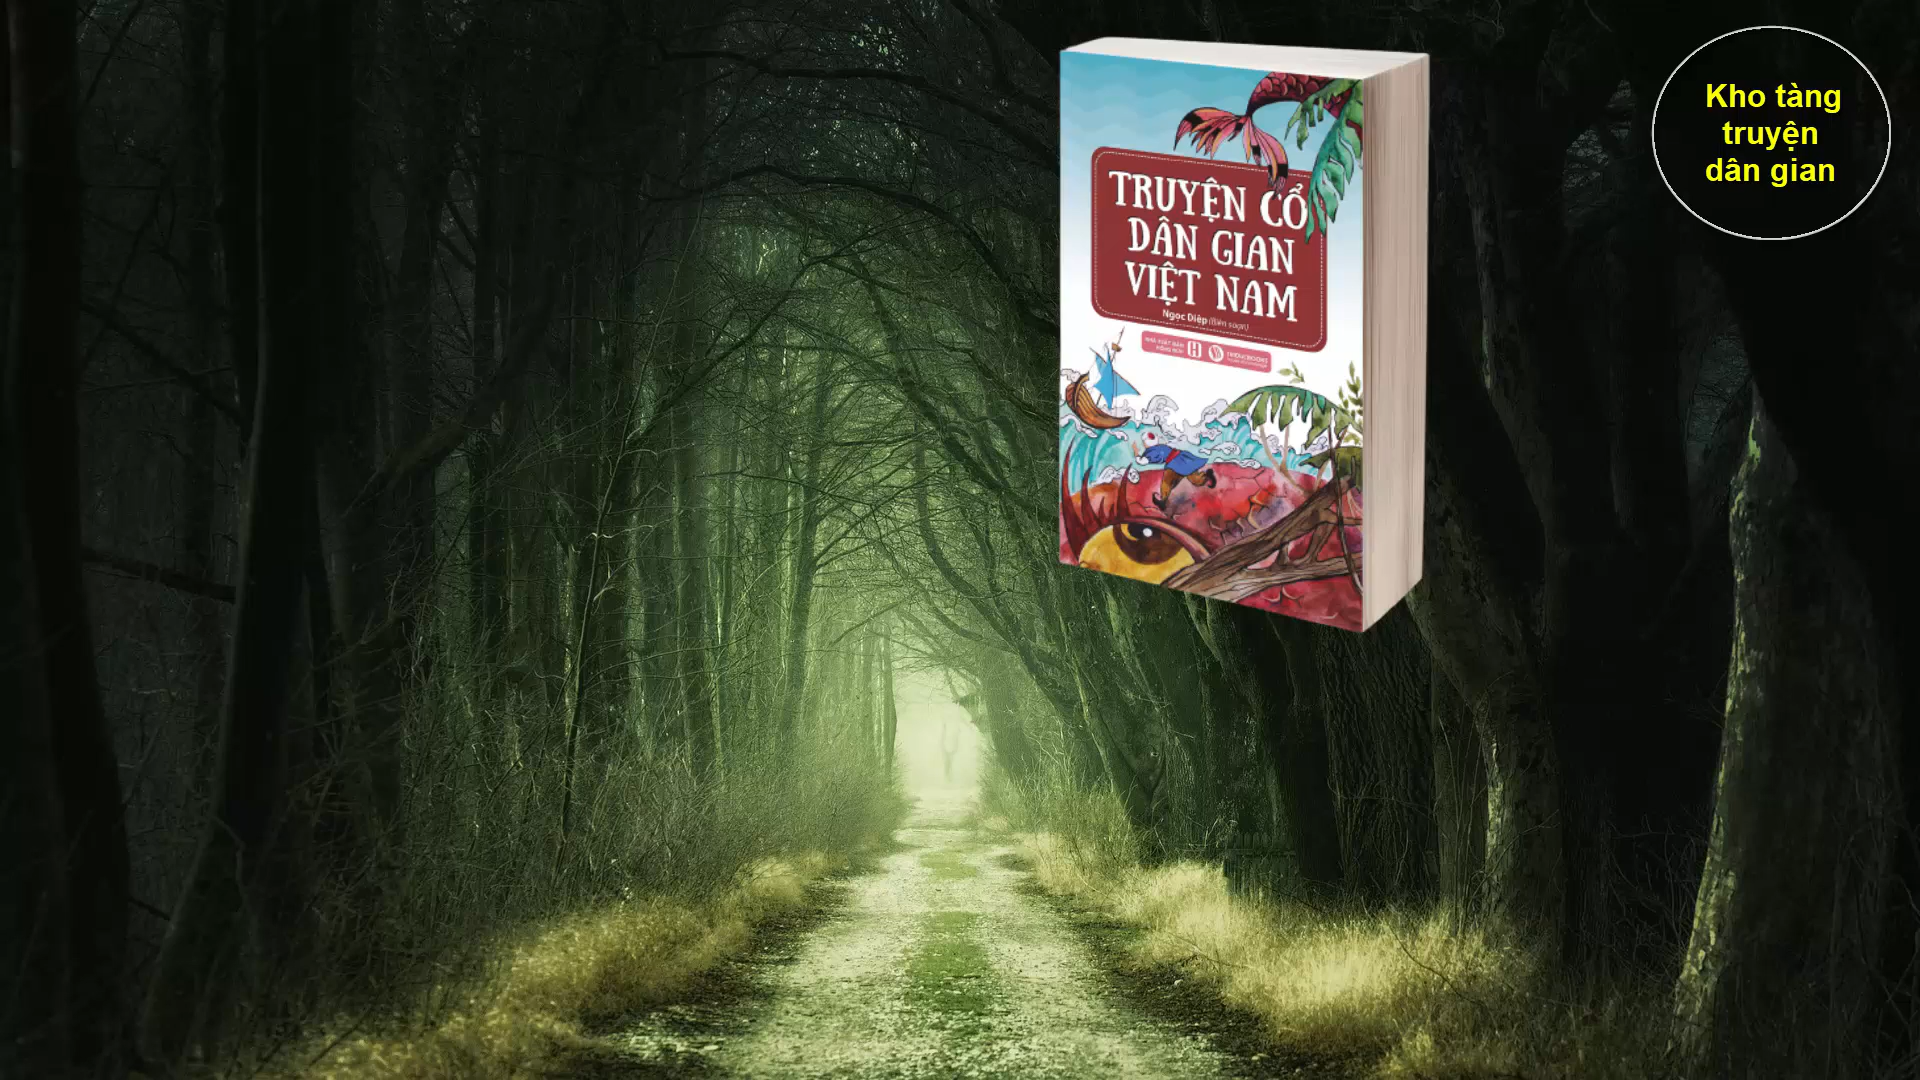 Kho tàng
truyện
dân gian
TRUYỆN CỔ
DÂN GIAN
VIỆT NAM
Ngọc Diệp (Biên soạn)